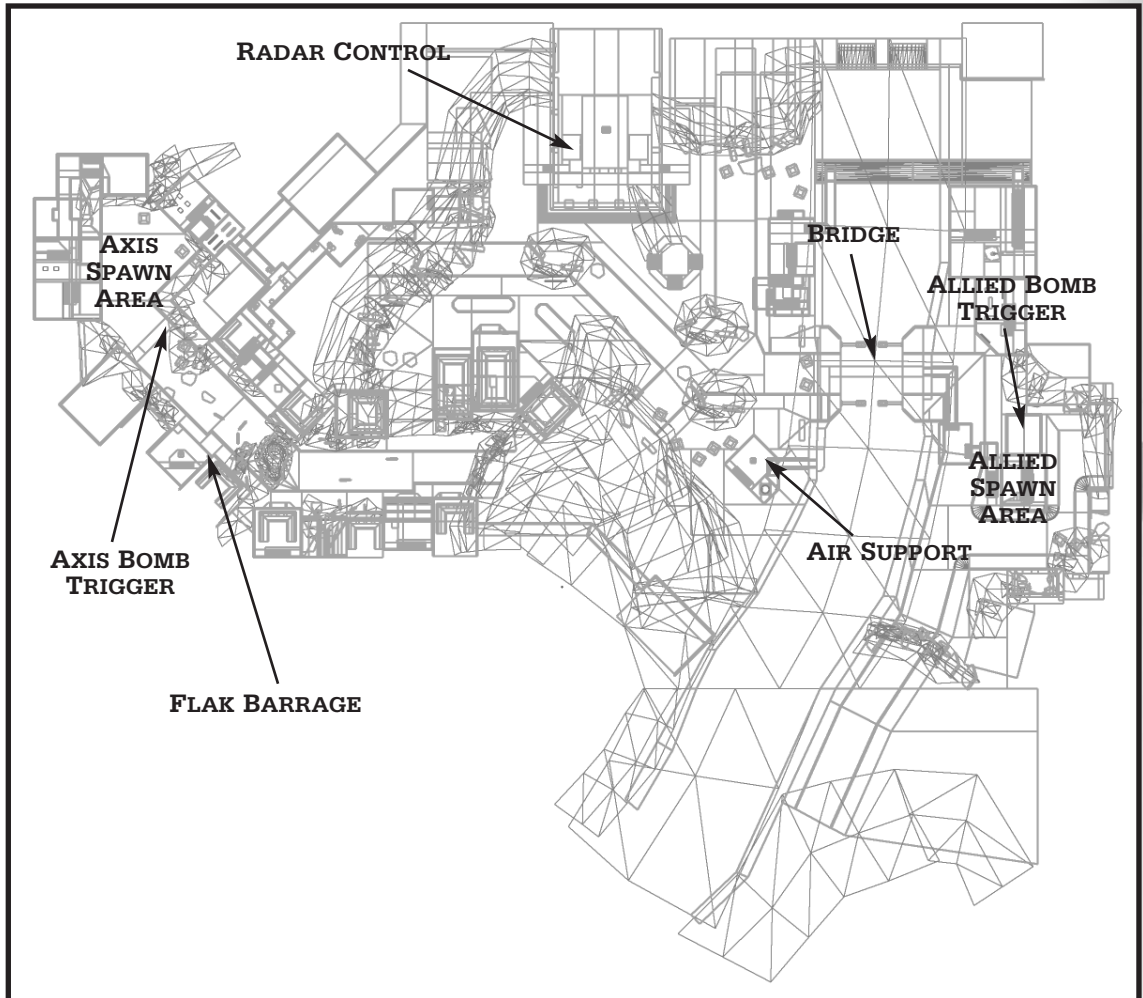 RADAR CONTROL
AXIS
SPAWN
AREA
BRIDGE
ALLIED BOMB
TRIGGER
ALLIED
SPAWN
AREA
AIR SUPPORT
AXIS BOMB
TRIGGER
FLAK BARRAGE